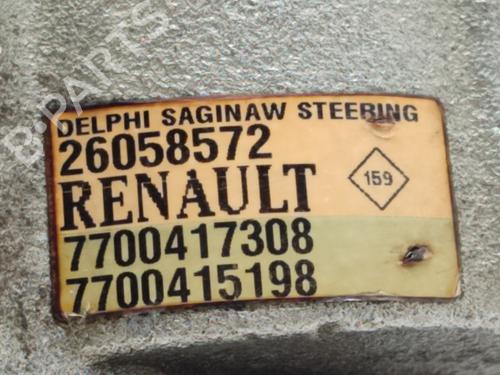 B-PARTS
DELPHI SAGINAW STEERING
26058572
RENAULT
159
7700417308
7700415198